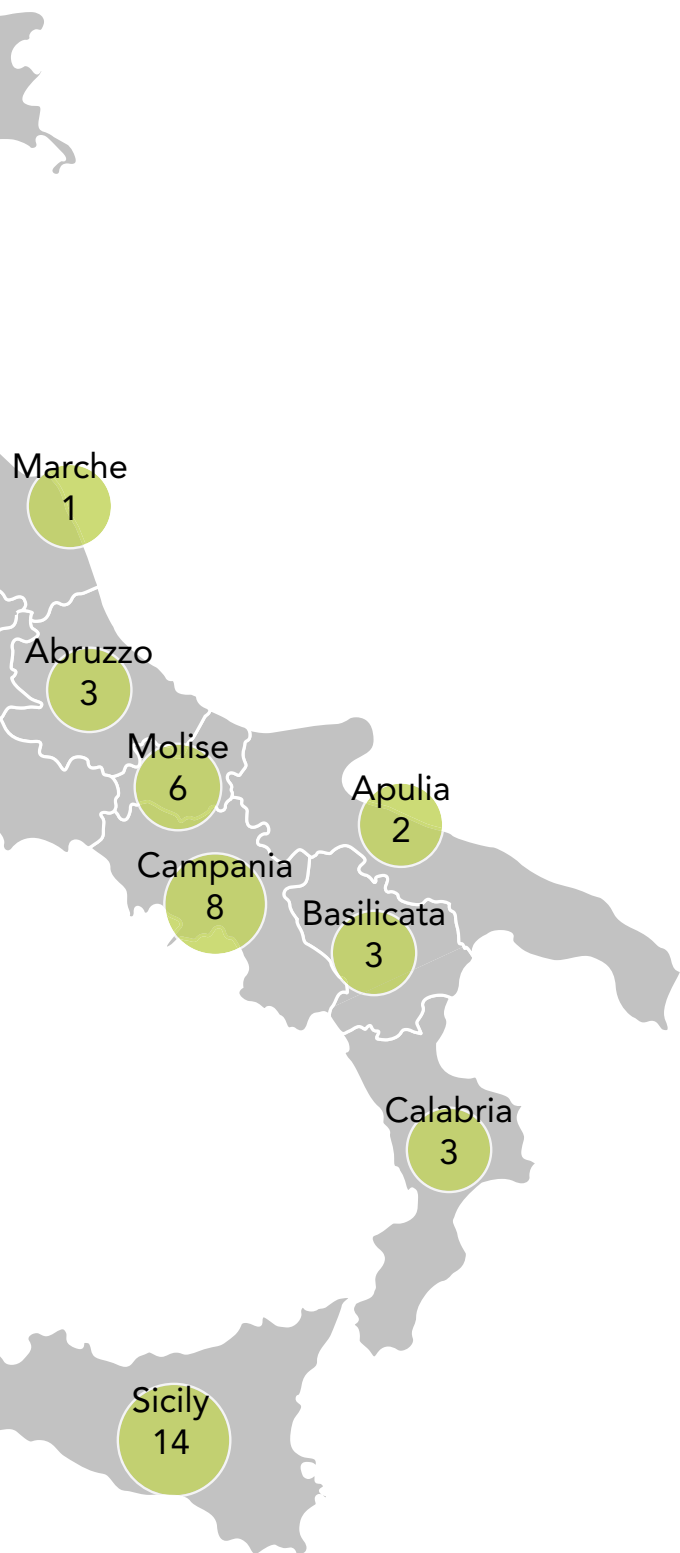 Marche
1
Abruzzo
3
Molise
6
Apulia
2
Campania
8
Basilicata
3
Calabria
3
Sicily
14